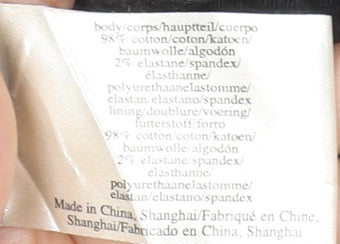 body/corps/hauptteil/cuerpo
98% cotton/coton/katoen/
baumwolle/algodón
2% elastane/spandex/
élasthanne/
polyurethaanelastomme/
elastan/elastano/spandex
lining/doublure/voering/
futterstoff/forro
98% cotton/coton/katoen/
baumwolle/algodón
2% elastane/spandex/
élasthanne/
polyurethaanelastomme/
elastan/elastano/spandex
Made in China, Shanghai/Fabriqué en Chine,
Shanghai/Fabricado en China, Shanghai